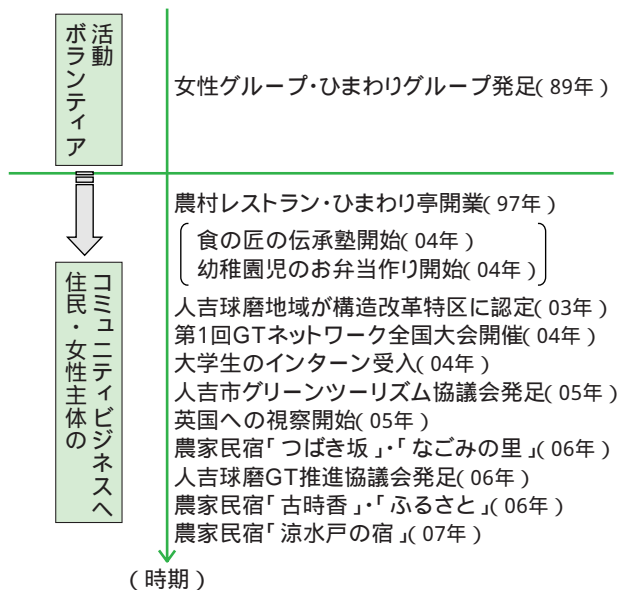 ボランティア
活動
女性グループ・ひまわりグループ発足(89年)
住民・女性主体の
コミュニティビジネスへ
農村レストラン・ひまわり亭開業(97年)
食の匠の伝承塾開始(04年)
幼稚園児のお弁当作り開始(04年)
人吉球磨地域が構造改革特区に認定(03年)
第1回GTネットワーク全国大会開催(04年)
大学生のインターン受入(04年)
人吉市グリーンツーリズム協議会発足(05年)
英国への視察開始(05年)
農家民宿「つばき坂」・「なごみの里」(06年)
人吉球磨GT推進協議会発足(06年)
農家民宿「古時香」・「ふるさと」(06年)
農家民宿「涼水戸の宿」(07年)
(時期)